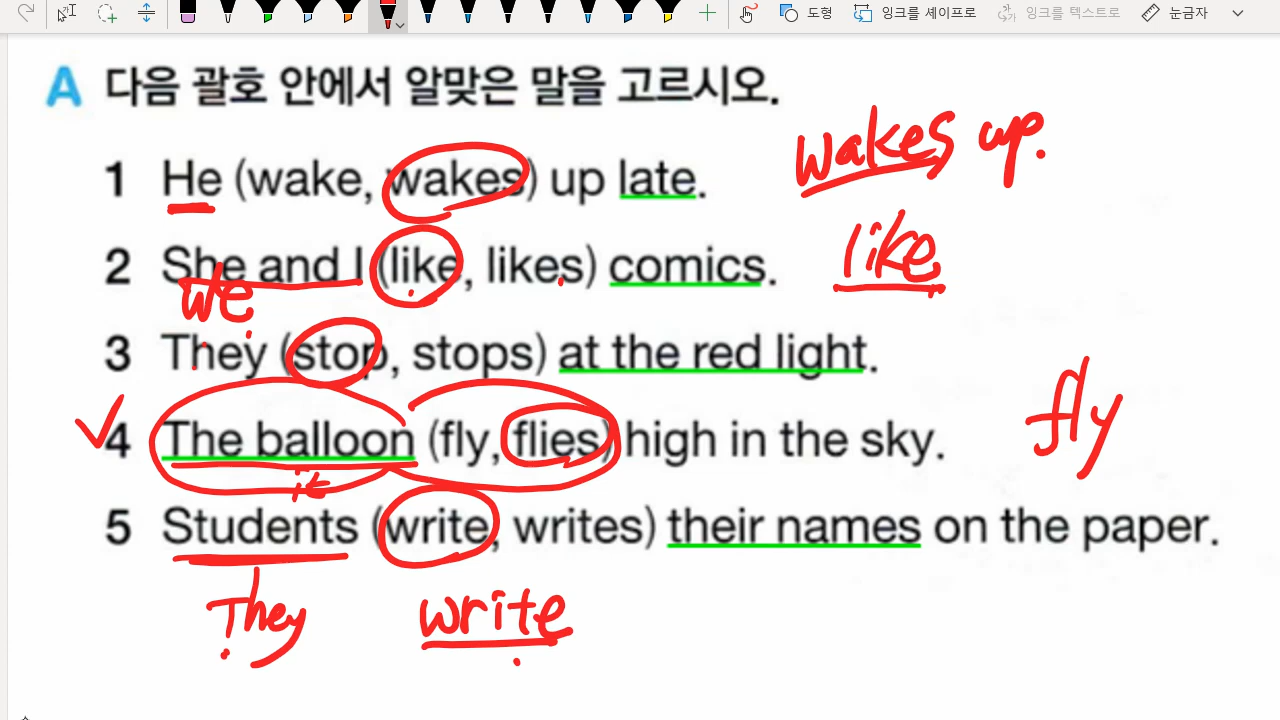 도형 잉크를 셰이프로 잉크를 텍스트로 눈금자
A 다음 괄호 안에서 알맞은 말을 고르시오.
wakes up.
1 He (wake, wakes) up late.
like
2 She and I (like, likes) comics.
We
3 They (stop, stops) at the red light.
fly
4 The balloon (fly, flies) high in the sky.
it
5 Students (write, writes) their names on the paper.
They write